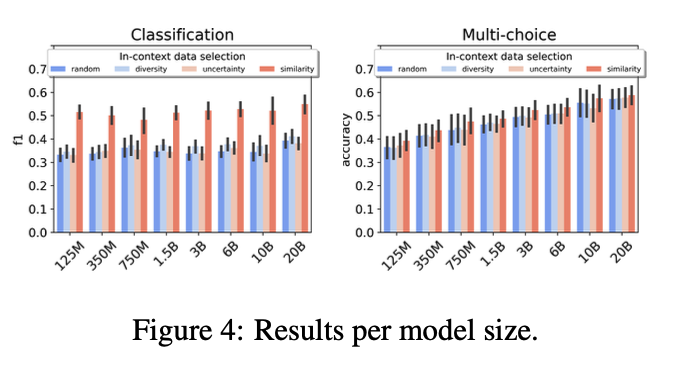 Classification
In-context data selection
random diversity uncertainty similarity
f1
0.7
0.6
0.5
0.4
0.3
0.2
0.1
0.0
125M 350M 750M 1.5B 3B 6B 10B 20B
Multi-choice
In-context data selection
random diversity uncertainty similarity
accuracy
0.7
0.6
0.5
0.4
0.3
0.2
0.1
0.0
125M 350M 750M 1.5B 3B 6B 10B 20B
Figure 4: Results per model size.